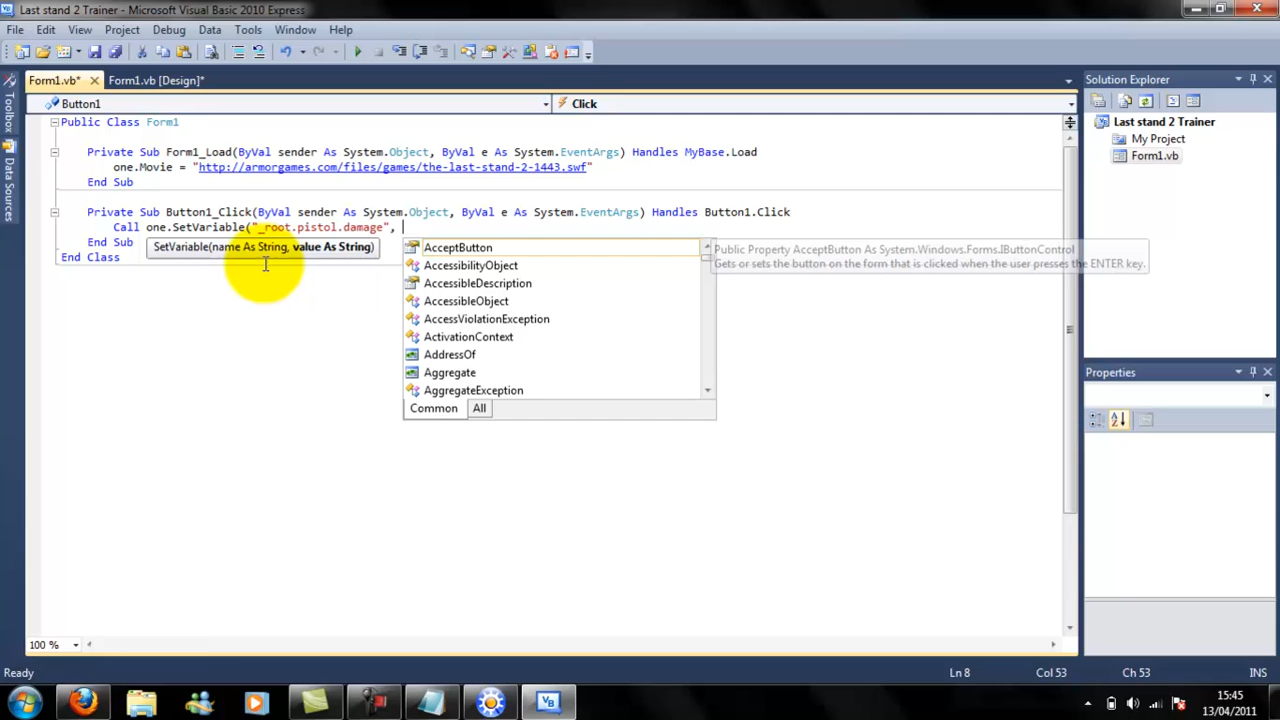 Last stand 2 Trainer - Microsoft Visual Basic 2010 Express
File Edit View Project Debug Data Tools Window Help
Form1.vb* Form1.vb [Design]*
Solution Explorer
Button1 Click
Toolbox
Data Sources
Public Class Form1
Last stand 2 Trainer
My Project
Form1.vb
Private Sub Form1_Load(ByVal sender As System.Object, ByVal e As System.EventArgs) Handles MyBase.Load
one.Movie = "http://armorgames.com/files/games/the-last-stand-2-1443.swf"
End Sub
Private Sub Button1_Click(ByVal sender As System.Object, ByVal e As System.EventArgs) Handles Button1.Click
Call one.SetVariable("_root.pistol.damage",
End Sub
SetVariable(name As String, value As String)
End Class
AcceptButton
AccessibilityObject
AccessibleDescription
AccessibleObject
AccessViolationException
ActivationContext
AddressOf
Aggregate
AggregateException
Common All
Public Property AcceptButton As System.Windows.Forms.IButtonControl
Gets or sets the button on the form that is clicked when the user presses the ENTER key.
Properties
100 %
Ready Ln 8 Col 53 Ch 53 INS
15:45
13/04/2011